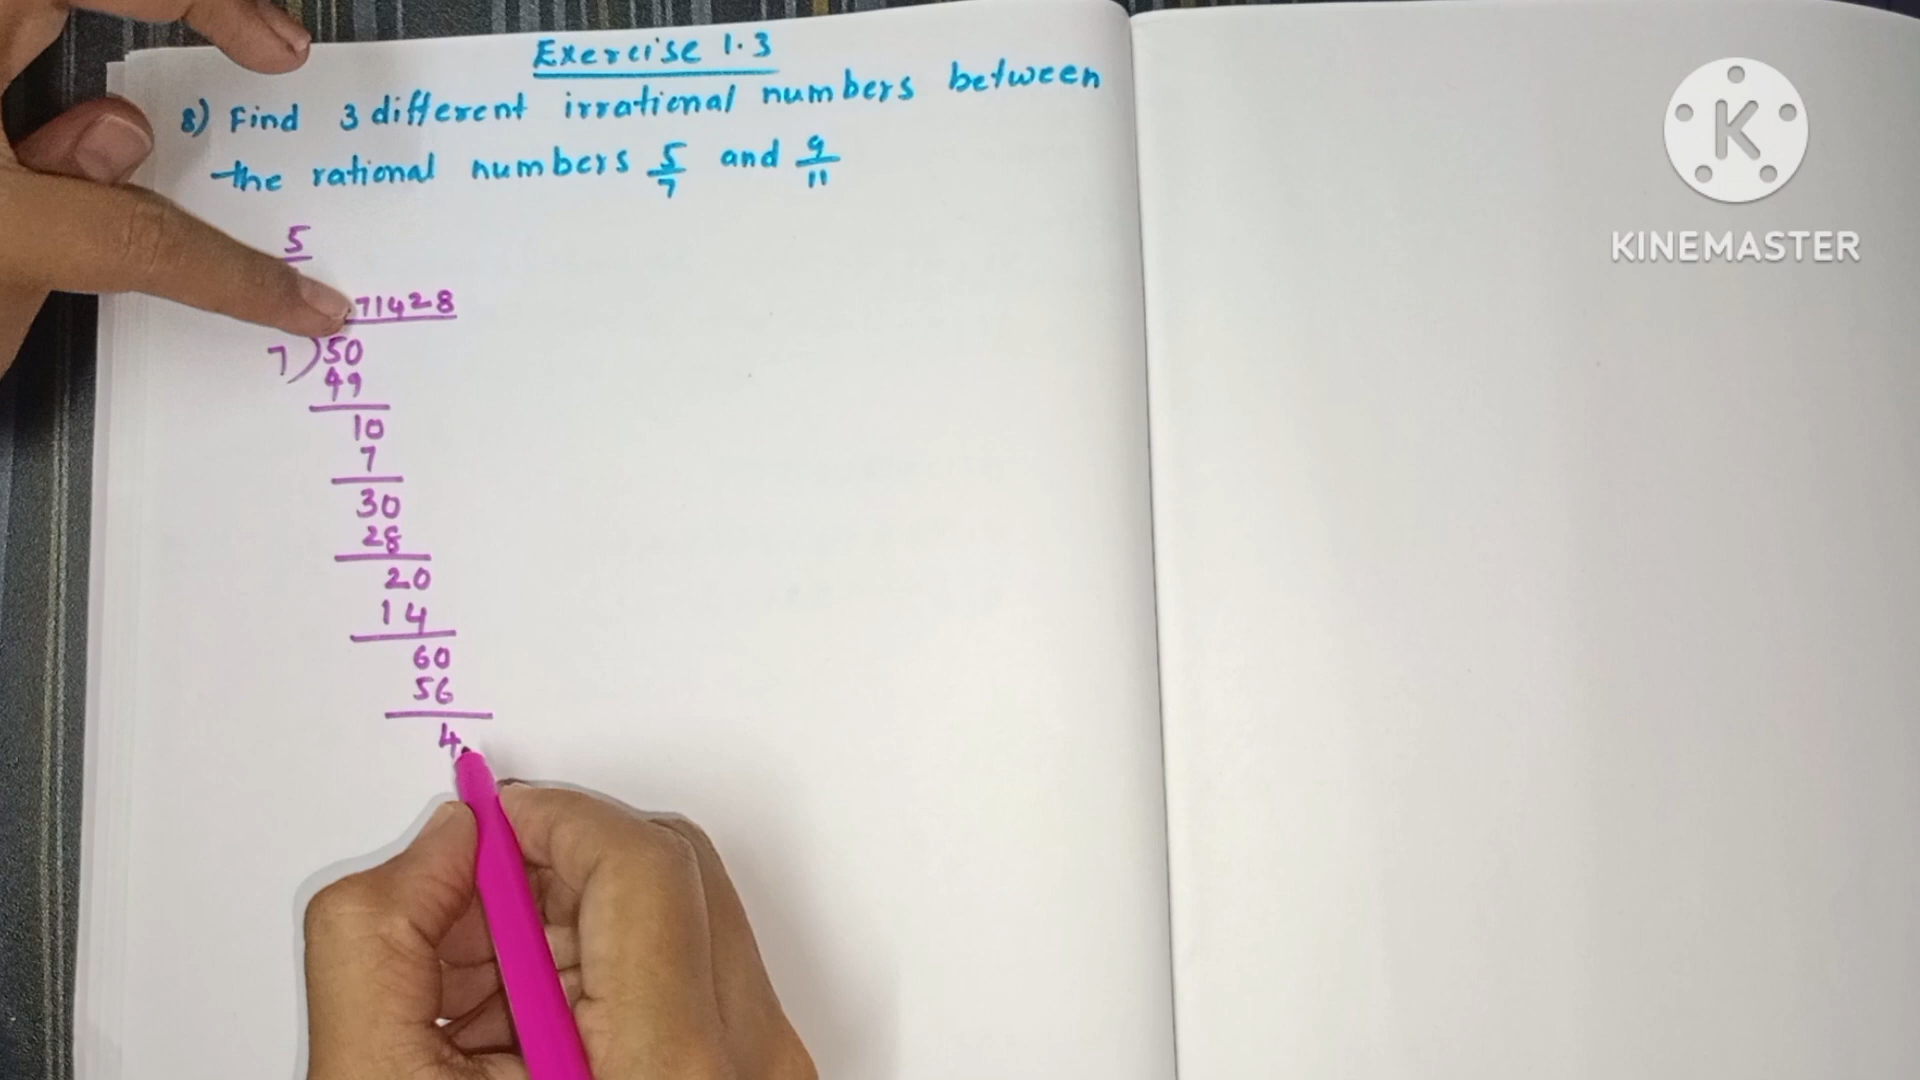 Exercise 1.3
8) Find 3 different irrational numbers between
the rational numbers 5/7 and 9/11
5
71428
7)50
49
10
7
30
28
20
14
60
56
4
K
KINEMASTER